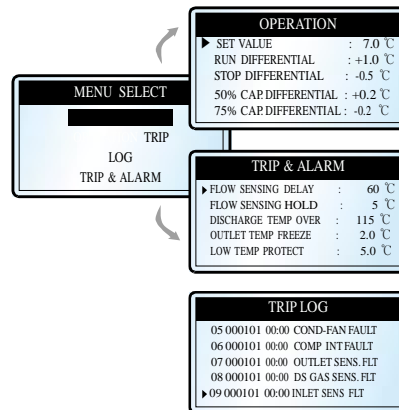 OPERATION
SET VALUE : 7.0 ℃
RUN DIFFERENTIAL : +1.0 ℃
STOP DIFFERENTIAL : -0.5 ℃
50% CAP. DIFFERENTIAL : +0.2 ℃
75% CAP. DIFFERENTIAL : -0.2 ℃
MENU SELECT
TRIP
LOG
TRIP & ALARM
TRIP & ALARM
FLOW SENSING DELAY : 60 ℃
FLOW SENSING HOLD : 5 ℃
DISCHARGE TEMP OVER : 115 ℃
OUTLET TEMP FREEZE : 2.0 ℃
LOW TEMP PROTECT : 5.0 ℃
TRIP LOG
05 000101 00:00 COND-FAN FAULT
06 000101 00:00 COMP INT FAULT
07 000101 00:00 OUTLET SENS. FLT
08 000101 00:00 DS GAS SENS. FLT
09 000101 00:00 INLET SENS FLT